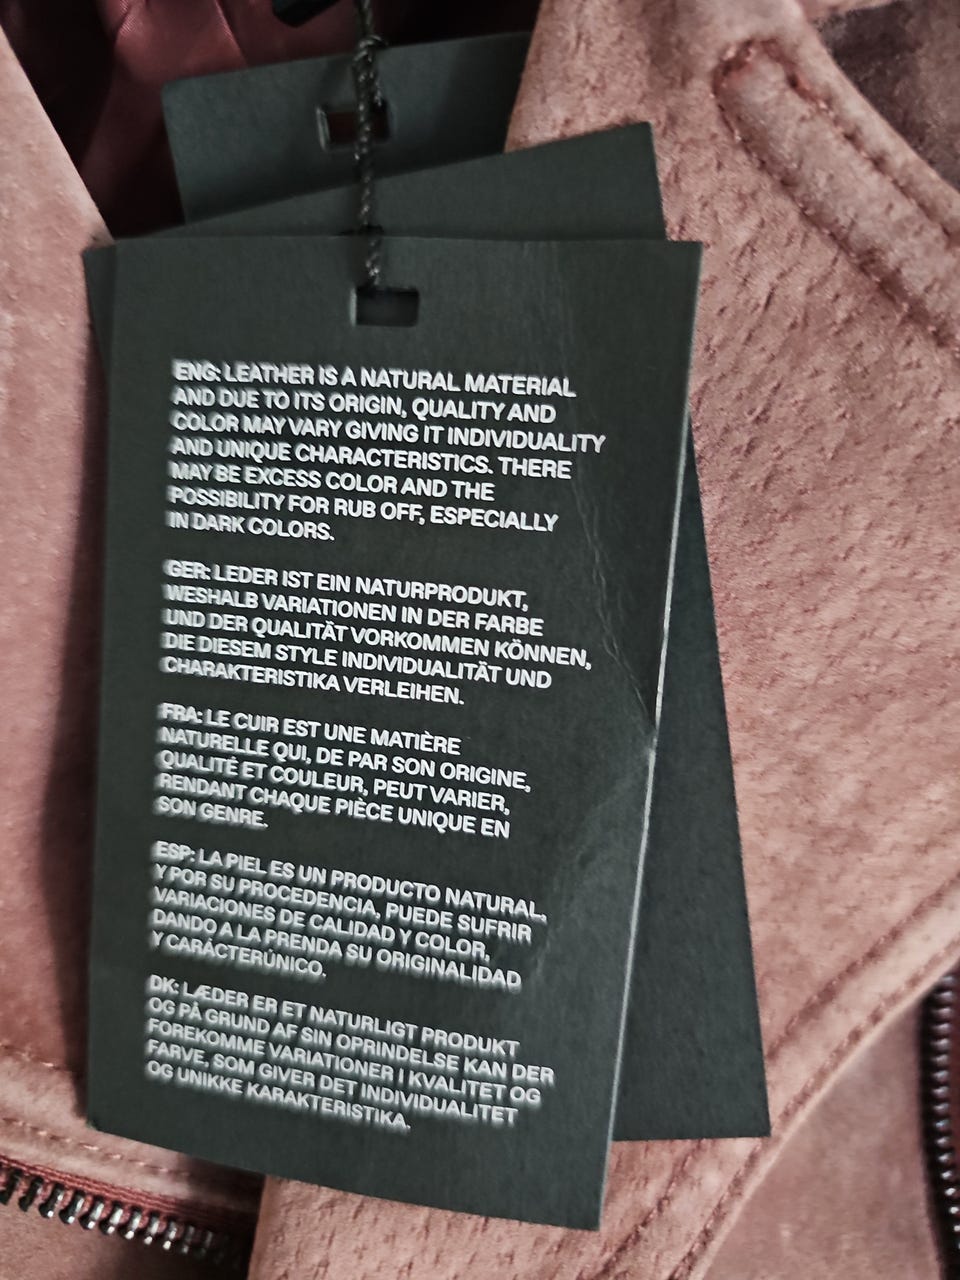 ENG: LEATHER IS A NATURAL MATERIAL
AND DUE TO ITS ORIGIN, QUALITY AND
COLOR MAY VARY GIVING IT INDIVIDUALITY
AND UNIQUE CHARACTERISTICS. THERE
MAY BE EXCESS COLOR AND THE
POSSIBILITY FOR RUB OFF, ESPECIALLY
IN DARK COLORS.
GER: LEDER IST EIN NATURPRODUKT,
WESHALB VARIATIONEN IN DER FARBE
UND DER QUALITÄT VORKOMMEN KÖNNEN,
DIE DIESEM STYLE INDIVIDUALITÄT UND
CHARAKTERISTIKA VERLEIHEN.
FRA: LE CUIR EST UNE MATIÈRE
NATURELLE QUI, DE PAR SON ORIGINE,
QUALITÉ ET COULEUR, PEUT VARIER,
RENDANT CHAQUE PIÈCE UNIQUE EN
SON GENRE.
ESP: LA PIEL ES UN PRODUCTO NATURAL,
Y POR SU PROCEDENCIA, PUEDE SUFRIR
VARIACIONES DE CALIDAD Y COLOR,
DANDO A LA PRENDA SU ORIGINALIDAD
Y CARÁCTERÚNICO.
DK: LÆDER ER ET NATURLIGT PRODUKT
OG PÅ GRUND AF SIN OPRINDELSE KAN DER
FOREKOMME VARIATIONER I KVALITET OG
FARVE, SOM GIVER DET INDIVIDUALITET
OG UNIKKE KARAKTERISTIKA.